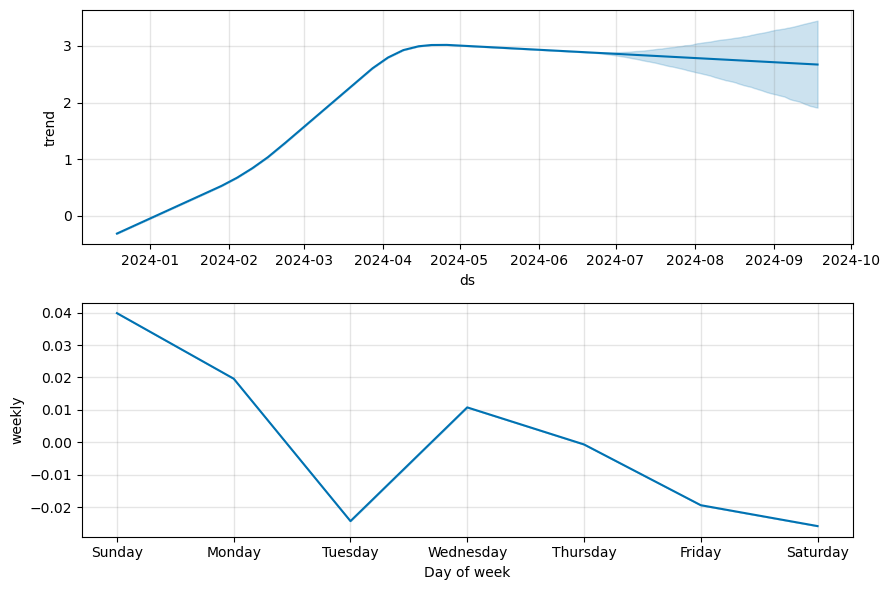 3
2
1
0
trend
2024-01 2024-02 2024-03 2024-04 2024-05 2024-06 2024-07 2024-08 2024-09 2024-10
ds
0.04
0.03
0.02
0.01
0.00
−0.01
−0.02
weekly
Sunday Monday Tuesday Wednesday Thursday Friday Saturday
Day of week